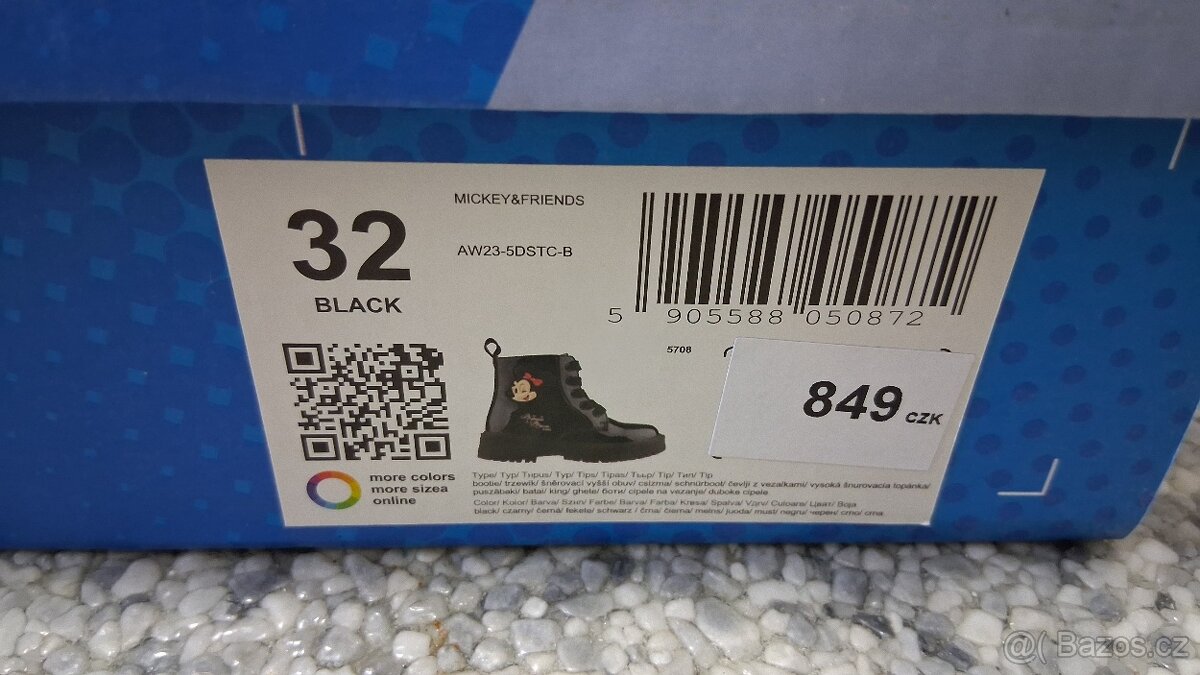 32
BLACK
MICKEY&FRIENDS
AW23-5DSTC-B
5 905588 050872
5708
849 CZK
more colors
more sizea
online
Type/ Typ/ Tipus/ Typ/ Tips/ Tipas/ Тъър/ Tip/ Тип/ Tip
bootie/ trzewik/ šněrovací vyšší obuv/ csizma/ schnürboot/ čevlji z vezalkami/ vysoká šnurovacia topánka/
puszābaki/ batai/ king/ ghete/ боти/ cipele na vezanje/ duboke cipele
Color/ Kolor/ Barva/ Szín/ Farbe/ Barva/ Farba/ Krasa/ Spalva/ Värv/ Culoare/ Цвят/ Boja
black/ czarny/ černá/ fekete/ schwarz / črna/ čierna/ melns/ juoda/ must/ negru/ черен/ crno/ crna
@( Bazos.cz